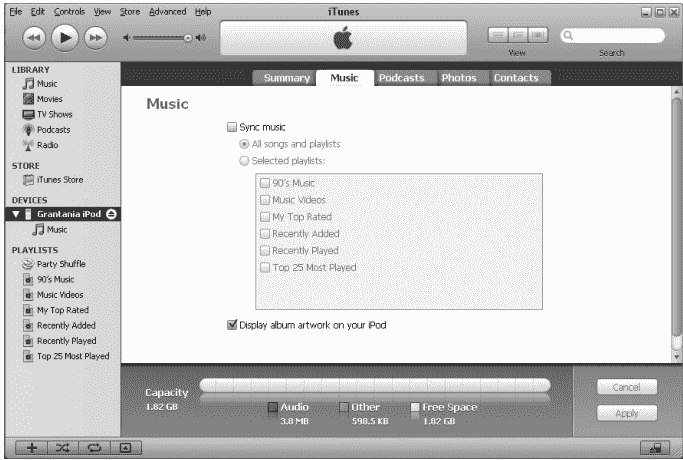 File Edit Controls View Store Advanced Help
iTunes
View
Search
LIBRARY
Music
Movies
TV Shows
Podcasts
Radio
STORE
iTunes Store
DEVICES
Grantania iPod
Music
PLAYLISTS
Party Shuffle
90's Music
Music Videos
My Top Rated
Recently Added
Recently Played
Top 25 Most Played
Summary Music Podcasts Photos Contacts
Music
Sync music
All songs and playlists
Selected playlists:
90's Music
Music Videos
My Top Rated
Recently Added
Recently Played
Top 25 Most Played
Display album artwork on your iPod
Capacity
1.82 GB
Audio
3.8 MB
Other
598.5 KB
Free Space
1.82 GB
Cancel
Apply